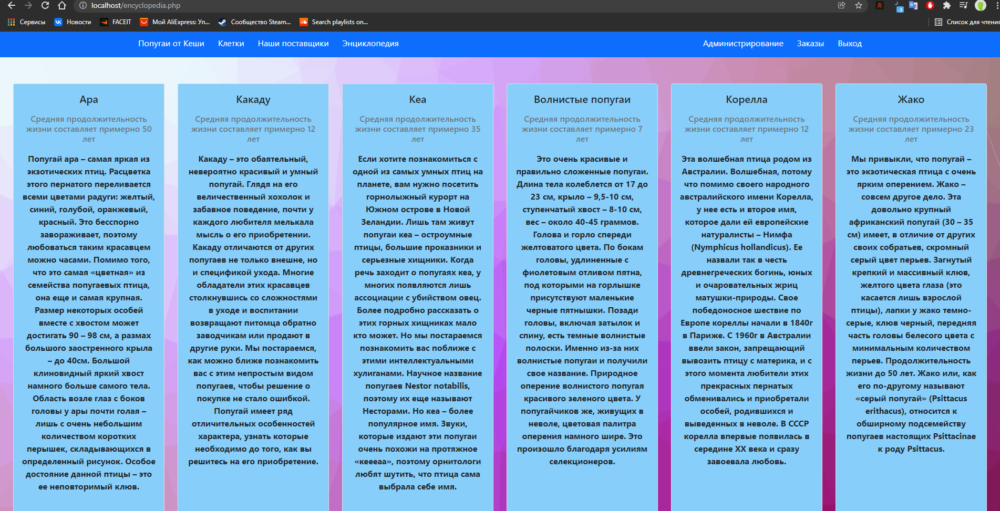 localhost/encyclopedia.php
Сервисы
Новости
FACEIT
Мой AliExpress: Уп...
Сообщество Steam...
Search playlists on...
Список для чтения
Попугаи от Кеши
Клетки
Наши поставщики
Энциклопедия
Администрирование
Заказы
Выход
Ара
Средняя продолжительность
жизни составляет примерно 50
лет
Попугай ара – самая яркая из
экзотических птиц. Расцветка
этого пернатого переливается
всеми цветами радуги: желтый,
синий, голубой, оранжевый,
красный. Это бесспорно
завораживает, поэтому
любоваться таким красавцем
можно часами. Помимо того,
что это самая «цветная» из
семейства попугаевых птица,
она еще и самая крупная.
Размер некоторых особей
вместе с хвостом может
достигать 90 – 98 см, а размах
большого заостренного крыла
– до 40см. Большой
клиновидный яркий хвост
намного больше самого тела.
Область возле глаз с боков
головы у ары почти голая –
лишь с очень небольшим
количеством коротких
перышек, складывающихся в
определенный рисунок. Особое
достояние данной птицы – это
ее неповторимый клюв.
Какаду
Средняя продолжительность
жизни составляет примерно 12
лет
Какаду – это обаятельный,
невероятно красивый и умный
попугай. Глядя на его
величественный хохолок и
забавное поведение, почти у
каждого любителя мелькала
мысль о его приобретении.
Какаду отличаются от других
попугаев не только внешне, но
и спецификой ухода. Многие
обладатели этих красавцев
столкнувшись со сложностями
в уходе и воспитании
возвращают питомца обратно
заводчикам или продают в
другие руки. Мы постараемся,
как можно ближе познакомить
вас с этим непростым видом
попугаев, чтобы решение о
покупке не стало ошибкой.
Попугай имеет ряд
отличительных особенностей
характера, узнать которые
необходимо до того, как вы
решитесь на его приобретение.
Кеа
Средняя продолжительность
жизни составляет примерно 35
лет
Если хотите познакомиться с
одной из самых умных птиц на
планете, вам нужно посетить
горнолыжный курорт на
Южном острове в Новой
Зеландии. Лишь там живут
попугаи кеа – остроумные
птицы, большие проказники и
серьезные хищники. Когда
речь заходит о попугаях кеа, у
многих появляются лишь
ассоциации с убийством овец.
Более подробно рассказать о
этих горных хищниках мало
кто может. Но мы постараемся
познакомить вас поближе с
этими интеллектуальными
хулиганами. Научное название
попугаев Nestor notabilis,
поэтому их еще называют
Несторами. Но кеа – более
популярное имя. Звуки,
которые издают эти попугаи
очень похожи на протяжное
«кеееаа», поэтому орнитологи
любят шутить, что птица сама
выбрала себе имя.
Волнистые попугаи
Средняя продолжительность
жизни составляет примерно 7
лет
Это очень красивые и
правильно сложенные попугаи.
Длина тела колеблется от 17 до
23 см, крыло – 9,5-10 см,
ступенчатый хвост – 8-10 см,
вес – около 40-45 граммов.
Голова и горло спереди
желтоватого цвета. По бокам
головы, удлиненные с
фиолетовым отливом пятна,
под которыми на горлышке
присутствуют маленькие
черные пятнышки. Позади
головы, включая затылок и
спину, есть темные волнистые
полоски. Именно из-за них
волнистые попугаи и получили
свое название. Природное
оперение волнистого попугая
красивого зеленого цвета. У
попугайчиков же, живущих в
неволе, цветовая палитра
оперения намного шире. Это
произошло благодаря усилиям
селекционеров.
Корелла
Средняя продолжительность
жизни составляет примерно 12
лет
Эта волшебная птица родом из
Австралии. Волшебная, потому
что помимо своего народного
австралийского имени Корелла,
у нее есть и второе имя,
которое дали ей европейские
натуралисты – Нимфа
(Nymphicus hollandicus). Ее
назвали так в честь
древнегреческих богинь, юных
и очаровательных жриц
матушки-природы. Свое
победоносное шествие по
Европе кореллы начали в 1840г
в Париже. С 1960г в Австралии
ввели закон, запрещающий
вывозить птицу с материка, и с
этого момента любители этих
прекрасных пернатых
обменивались и приобретали
особей, родившихся и
выведенных в неволе. В СССР
корелла впервые появилась в
середине XX века и сразу
завоевала любовь.
Жако
Средняя продолжительность
жизни составляет примерно 23
лет
Мы привыкли, что попугай –
это экзотическая птица с очень
ярким оперением. Жако –
совсем другое дело. Эта
довольно крупный
африканский попугай (30 – 35
см) имеет, в отличие от других
своих собратьев, скромный
серый цвет перьев. Загнутый
крепкий и массивный клюв,
желтого цвета глаза (это
касается лишь взрослой
птицы), лапки у жако темно-
серые, клюв черный, передняя
часть головы белесого цвета с
минимальным количеством
перьев. Продолжительность
жизни до 50 лет. Жако или, как
его по-другому называют
«серый попугай» (Psittacus
erithacus), относится к
обширному подсемейству
попугаев настоящих Psittacinae
к роду Psittacus.